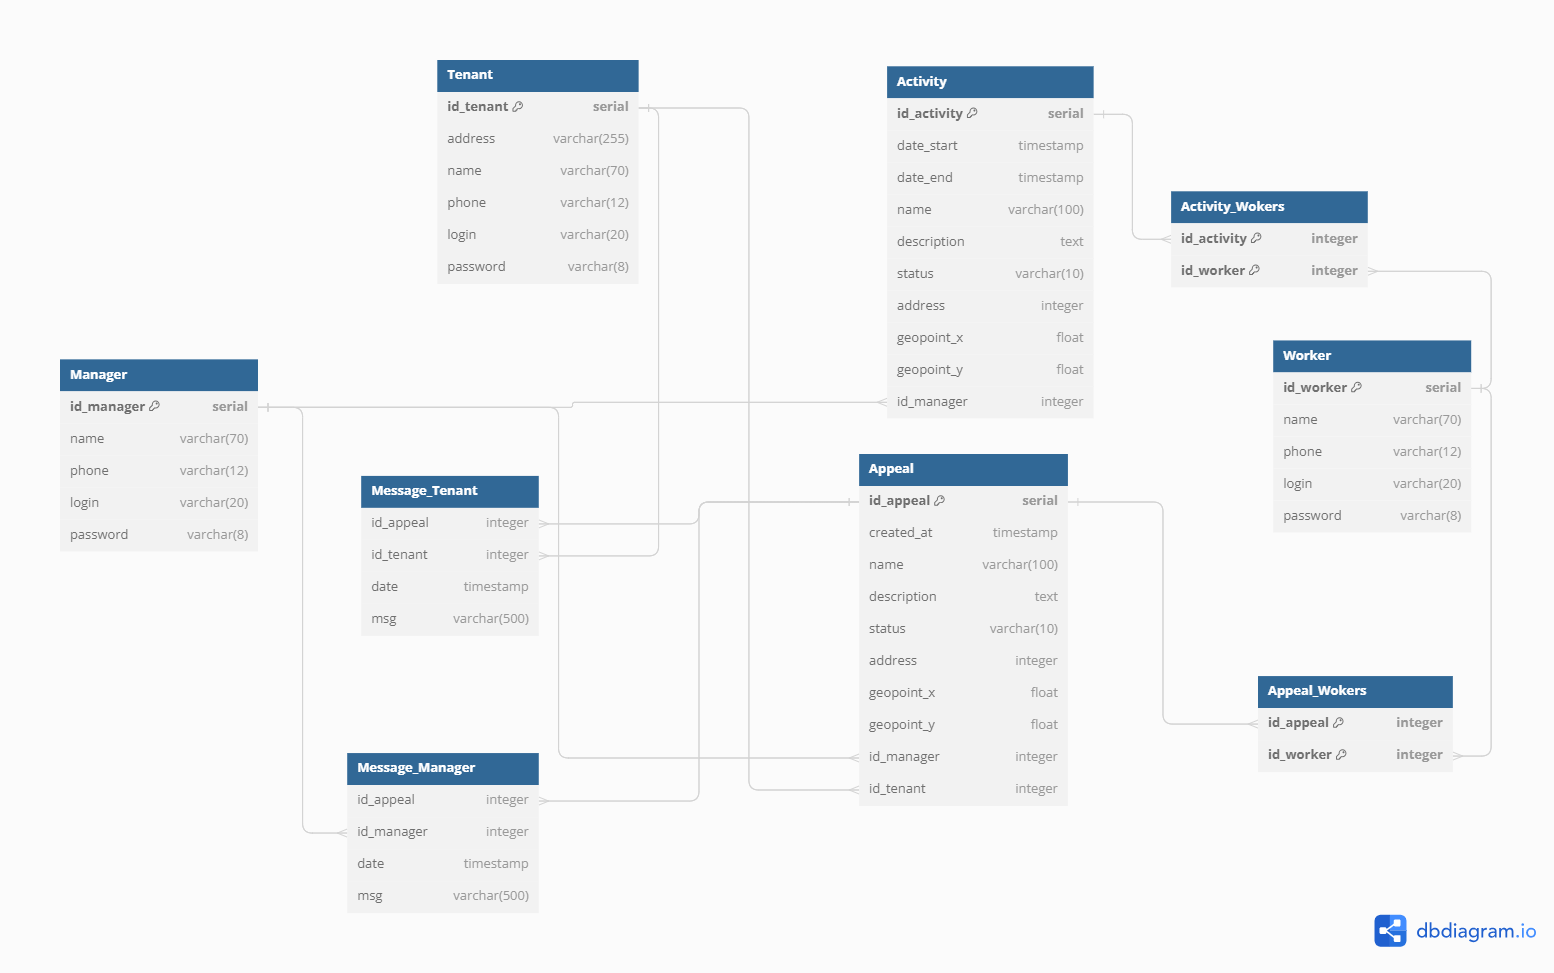 Tenant
id_tenant serial
address varchar(255)
name varchar(70)
phone varchar(12)
login varchar(20)
password varchar(8)
Activity
id_activity serial
date_start timestamp
date_end timestamp
name varchar(100)
description text
status varchar(10)
address integer
geopoint_x float
geopoint_y float
id_manager integer
Activity_Wokers
id_activity integer
id_worker integer
Manager
id_manager serial
name varchar(70)
phone varchar(12)
login varchar(20)
password varchar(8)
Worker
id_worker serial
name varchar(70)
phone varchar(12)
login varchar(20)
password varchar(8)
Message_Tenant
id_appeal integer
id_tenant integer
date timestamp
msg varchar(500)
Appeal
id_appeal serial
created_at timestamp
name varchar(100)
description text
status varchar(10)
address integer
geopoint_x float
geopoint_y float
id_manager integer
id_tenant integer
Appeal_Wokers
id_appeal integer
id_worker integer
Message_Manager
id_appeal integer
id_manager integer
date timestamp
msg varchar(500)
dbdiagram.io